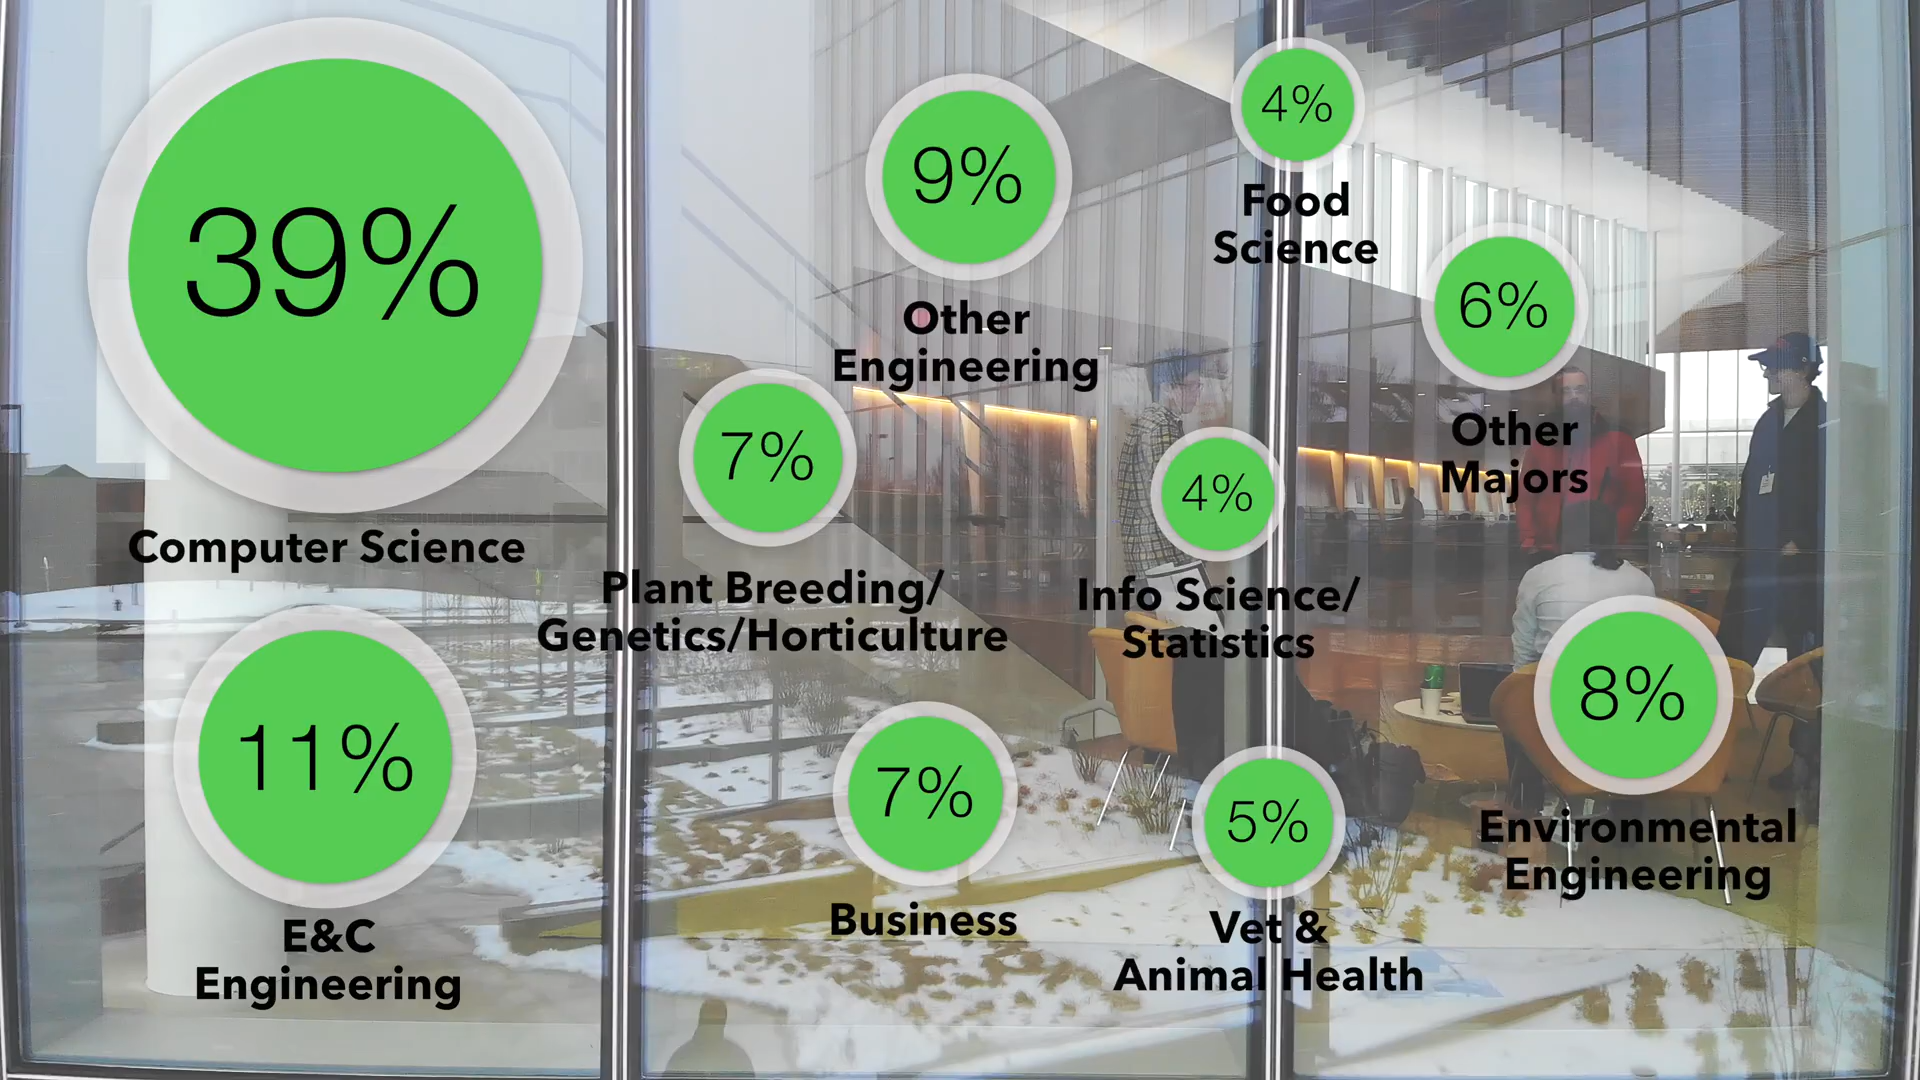 39%
Computer Science
11%
E&C
Engineering
9%
Other
Engineering
7%
Plant Breeding/
Genetics/Horticulture
7%
Business
4%
Food
Science
4%
Info Science/
Statistics
5%
Vet &
Animal Health
6%
Other
Majors
8%
Environmental
Engineering